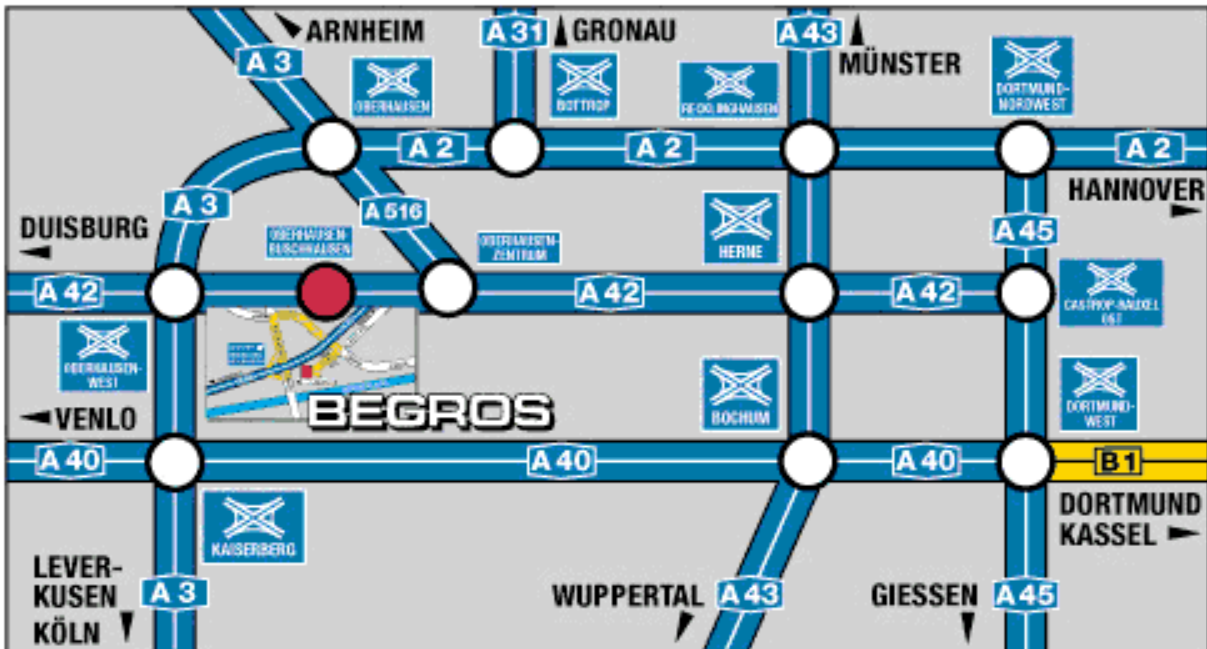 ARNHEIM
A 31
GRONAU
A 43
MÜNSTER
A 3
OBERHAUSEN
BOTTROP
RECKLINGHAUSEN
DORTMUND-
NORDWEST
A 2
A 2
A 2
HANNOVER
A 3
A 516
DUISBURG
OBERHAUSEN-
BUSCHHAUSEN
OBERHAUSEN-
ZENTRUM
HERNE
A 45
A 42
A 42
A 42
CASTROP-RAUXEL
OST
OBERHAUSEN-
WEST
VENLO
BEGROS
BOCHUM
DORTMUND-
WEST
A 40
A 40
A 40
B 1
KAISERBERG
DORTMUND
KASSEL
LEVER-
KUSEN
KÖLN
A 3
WUPPERTAL
A 43
GIESSEN
A 45